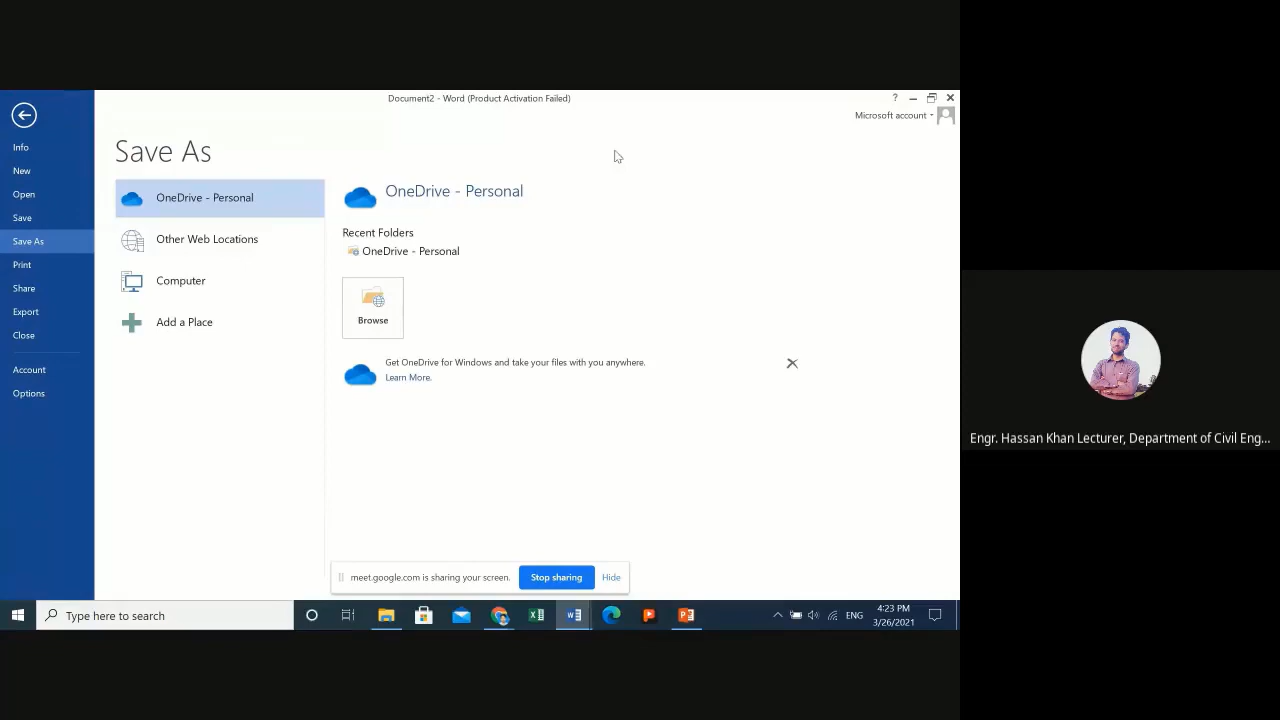 Document2 - Word (Product Activation Failed)
?
Microsoft account
Info
New
Open
Save
Save As
Print
Share
Export
Close
Account
Options
Save As
OneDrive - Personal
Other Web Locations
Computer
Add a Place
OneDrive - Personal
Recent Folders
OneDrive - Personal
Browse
Get OneDrive for Windows and take your files with you anywhere.
Learn More.
meet.google.com is sharing your screen.
Stop sharing
Hide
Type here to search
ENG
4:23 PM
3/26/2021
Engr. Hassan Khan Lecturer, Department of Civil Eng...